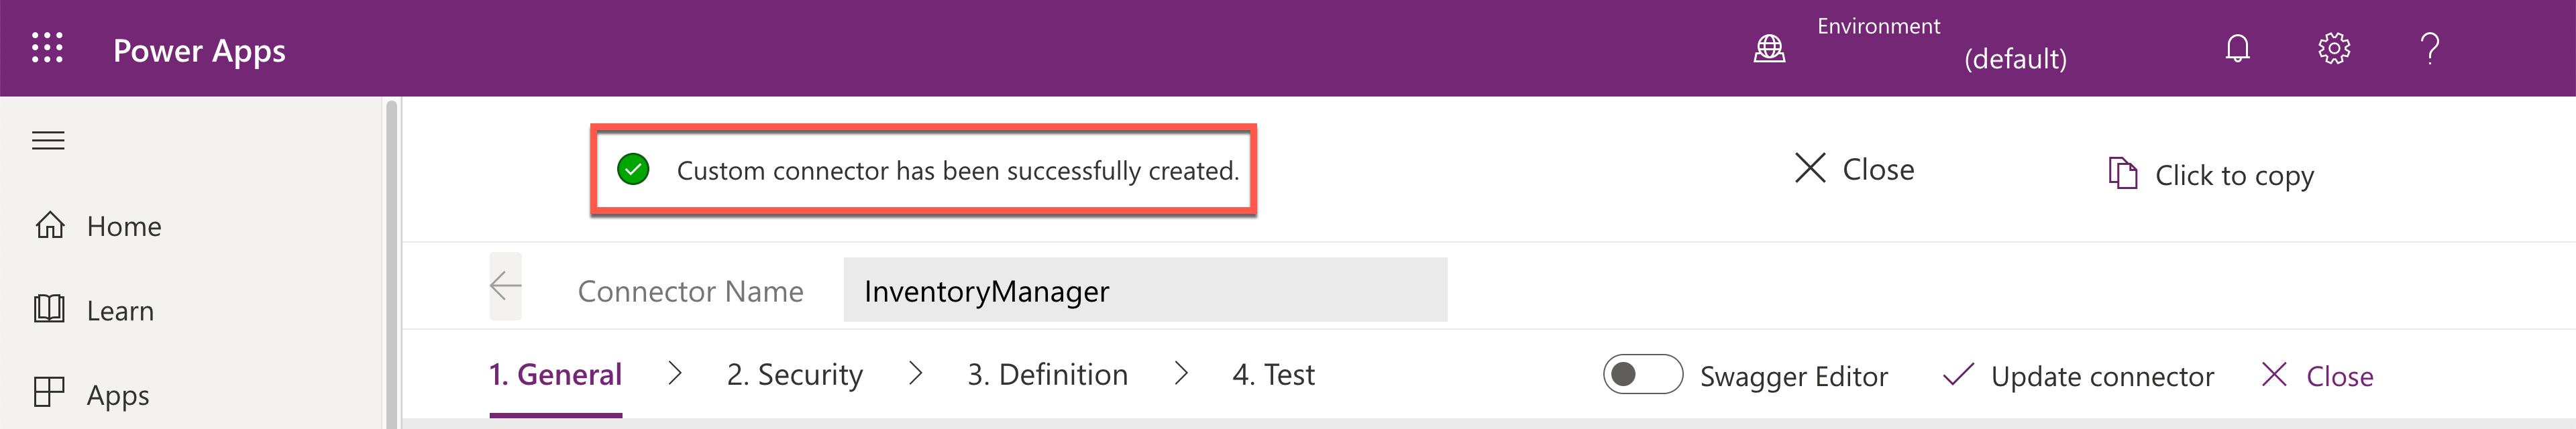 Power Apps
Environment
(default)
?
Custom connector has been successfully created.
Close
Click to copy
Home
Learn
Apps
Connector Name
InventoryManager
1. General
2. Security
3. Definition
4. Test
Swagger Editor
Update connector
Close